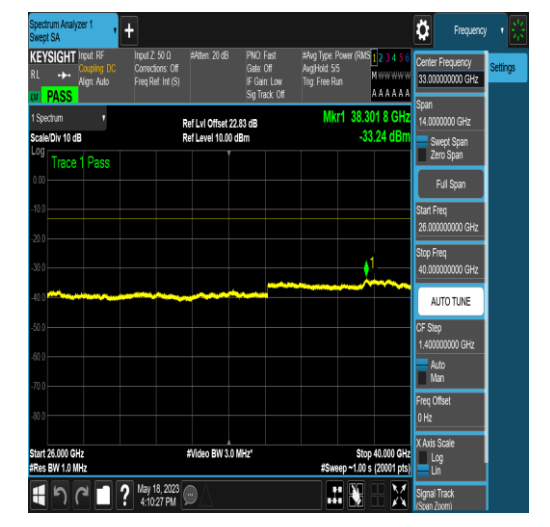 Spectrum Analyzer 1
Swept SA
+
Frequency
KEYSIGHT
RL
PASS
Input: RF
Coupling: DC
Align: Auto
Input Z: 50 Ω
Corrections: Off
Freq Ref: Int (S)
#Atten: 20 dB
PNO: Fast
Gate: Off
IF Gain: Low
Sig Track: Off
#Avg Type: Power (RMS
Avg|Hold: 5/5
Trig: Free Run
1 2 3 4 5 6
M w w w w w
A A A A A A
1 Spectrum
Scale/Div 10 dB
Ref Lvl Offset 22.83 dB
Ref Level 10.00 dBm
Mkr1 38.301 8 GHz
-33.24 dBm
Log
Trace 1 Pass
0.00
-10.0
-20.0
-30.0
-40.0
-50.0
-60.0
-70.0
-80.0
1
Start 26.000 GHz
#Res BW 1.0 MHz
#Video BW 3.0 MHz*
Stop 40.000 GHz
#Sweep ~1.00 s (20001 pts)
May 18, 2023
4:10:27 PM
Settings
Center Frequency
33.000000000 GHz
Span
14.0000000 GHz
Swept Span
Zero Span
Full Span
Start Freq
26.000000000 GHz
Stop Freq
40.000000000 GHz
AUTO TUNE
CF Step
1.400000000 GHz
Auto
Man
Freq Offset
0 Hz
X Axis Scale
Log
Lin
Signal Track
(Span Zoom)